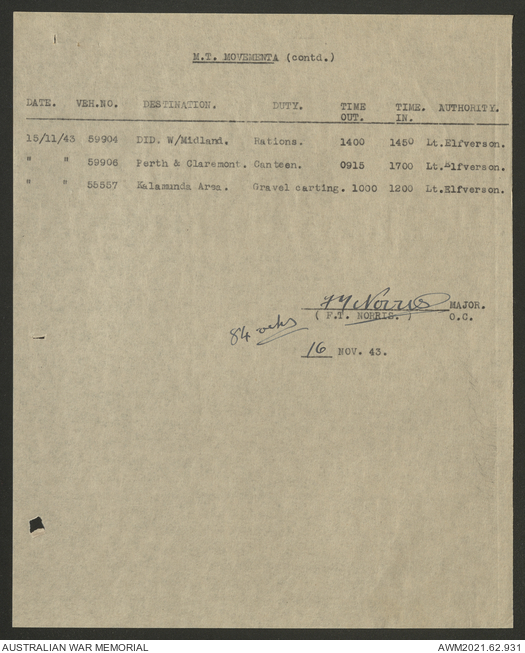 M.T. MOVEMENTA (contd.)
DATE. VEH.NO. DESTINATION. DUTY. TIME OUT. TIME. IN. AUTHORITY.
15/11/43 59904 DID. W/Midland. Rations. 1400 1450 Lt.Elfverson.
" " 59906 Perth & Claremont. Canteen. 0915 1700 Lt.Elfverson.
" " 55557 Kalamunda Area. Gravel carting. 1000 1200 Lt.Elfverson.
FT Norris MAJOR.
( F.T. NORRIS. ) O.C.
84 vehs
16 NOV. 43.
AUSTRALIAN WAR MEMORIAL AWM2021.62.931